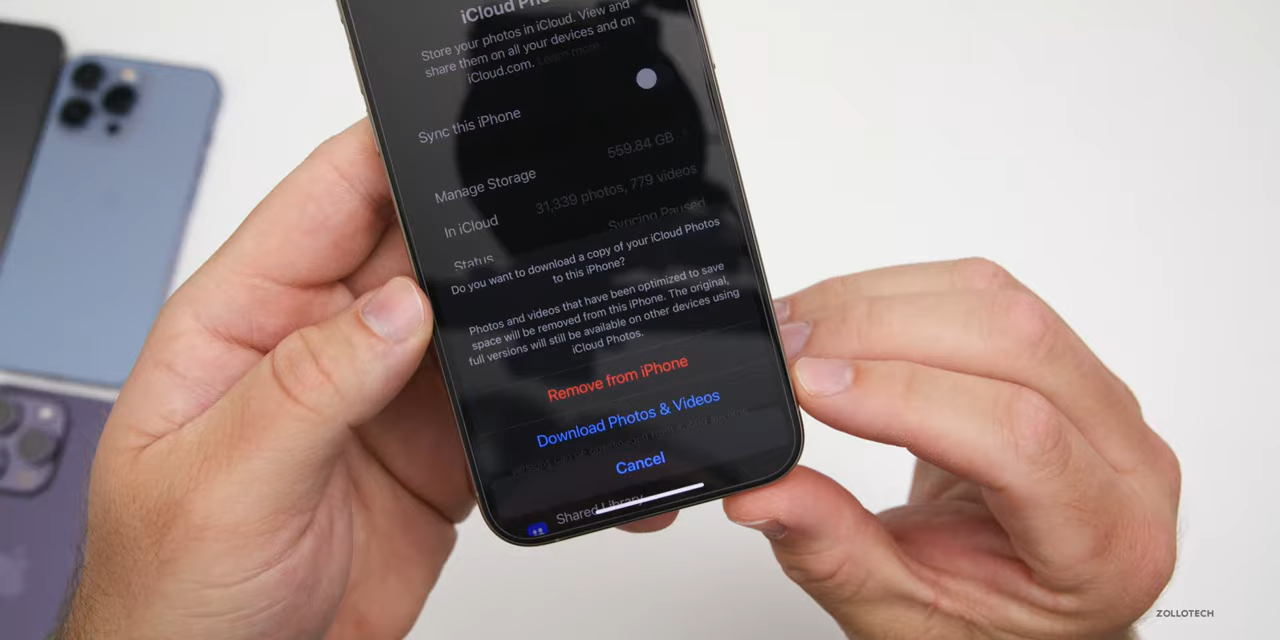 iCloud Pho
Store your photos in iCloud. View and
share them on all your devices and on
iCloud.com. Learn more...
Sync this iPhone
Manage Storage
559.84 GB
In iCloud
31,339 photos, 779 videos
Status
Syncing Paused
Do you want to download a copy of your iCloud Photos
to this iPhone?
Photos and videos that have been optimized to save
space will be removed from this iPhone. The original,
full versions will still be available on other devices using
iCloud Photos.
Remove from iPhone
Download Photos & Videos
Cancel
Shared Library
ZOLLOTECH